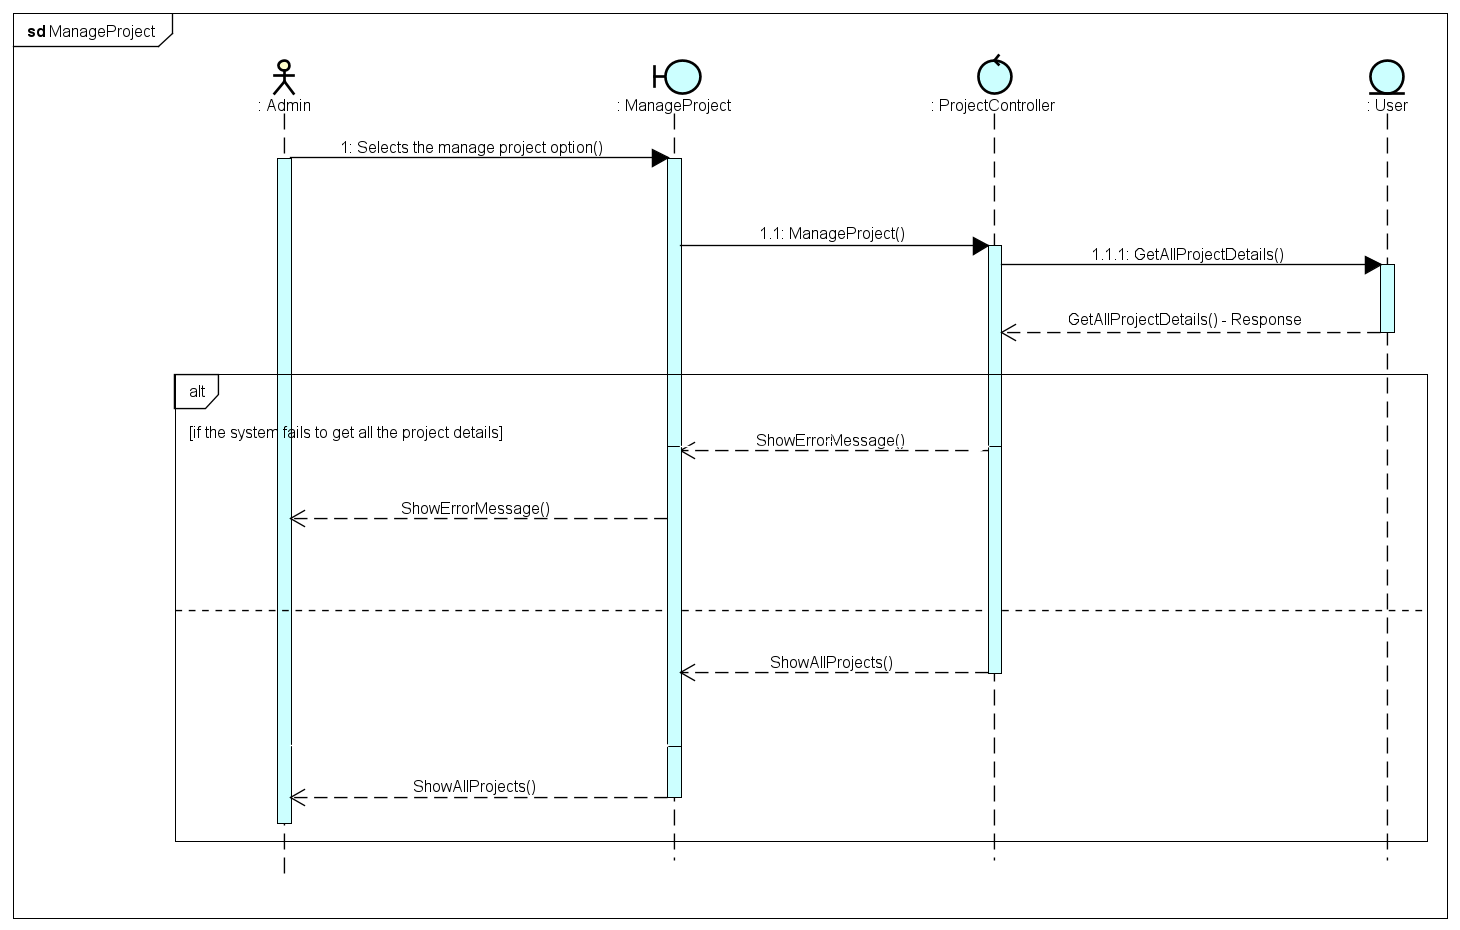 sd ManageProject
: Admin
: ManageProject
: ProjectController
: User
1: Selects the manage project option()
1.1: ManageProject()
1.1.1: GetAllProjectDetails()
GetAllProjectDetails() - Response
alt
[if the system fails to get all the project details]
ShowErrorMessage()
ShowErrorMessage()
ShowAllProjects()
ShowAllProjects()